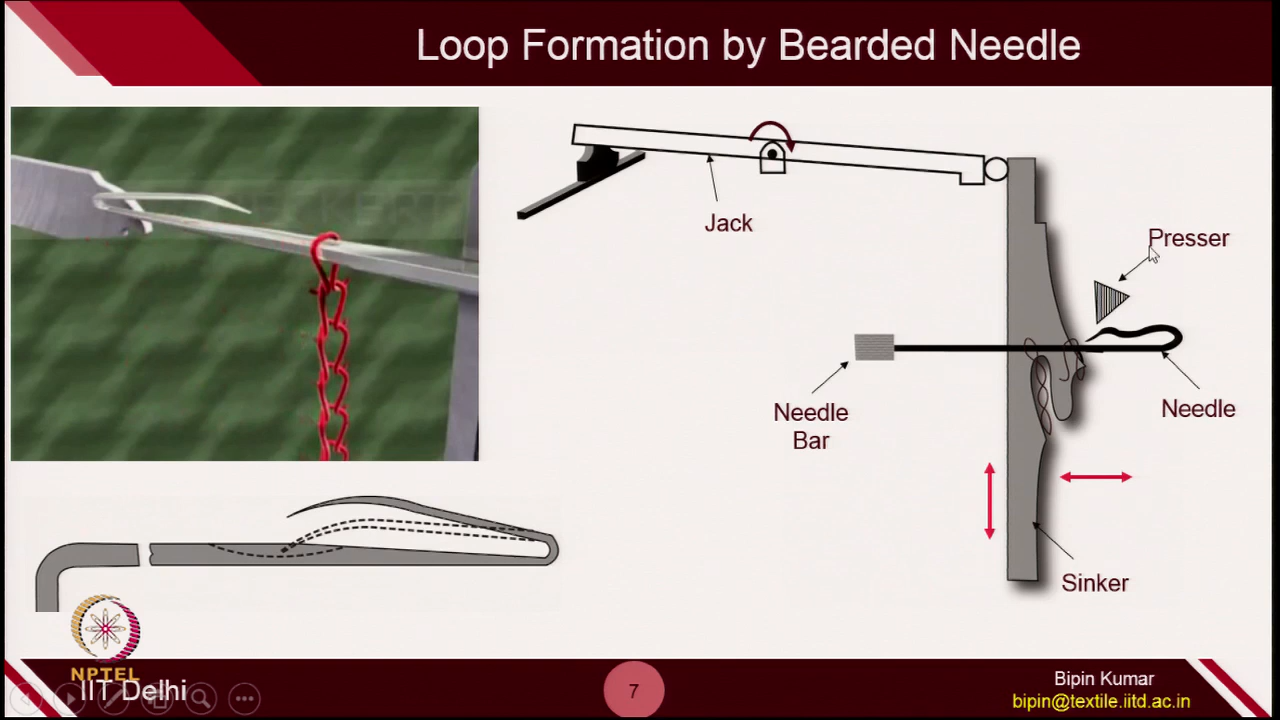 Loop Formation by Bearded Needle
ECKERT
Jack
Presser
Needle
Bar
Needle
Sinker
NPTEL
IIT Delhi
7
Bipin Kumar
bipin@textile.iitd.ac.in